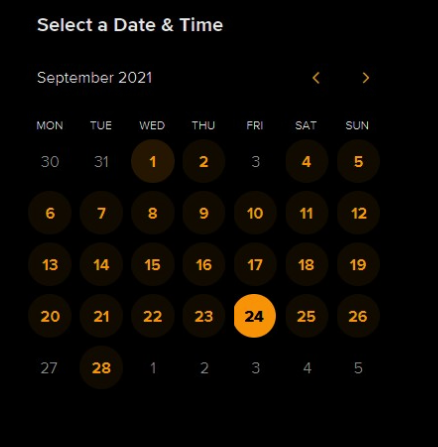 Select a Date & Time
September 2021
MON TUE WED THU FRI SAT SUN
30 31 1 2 3 4 5
6 7 8 9 10 11 12
13 14 15 16 17 18 19
20 21 22 23 24 25 26
27 28 1 2 3 4 5